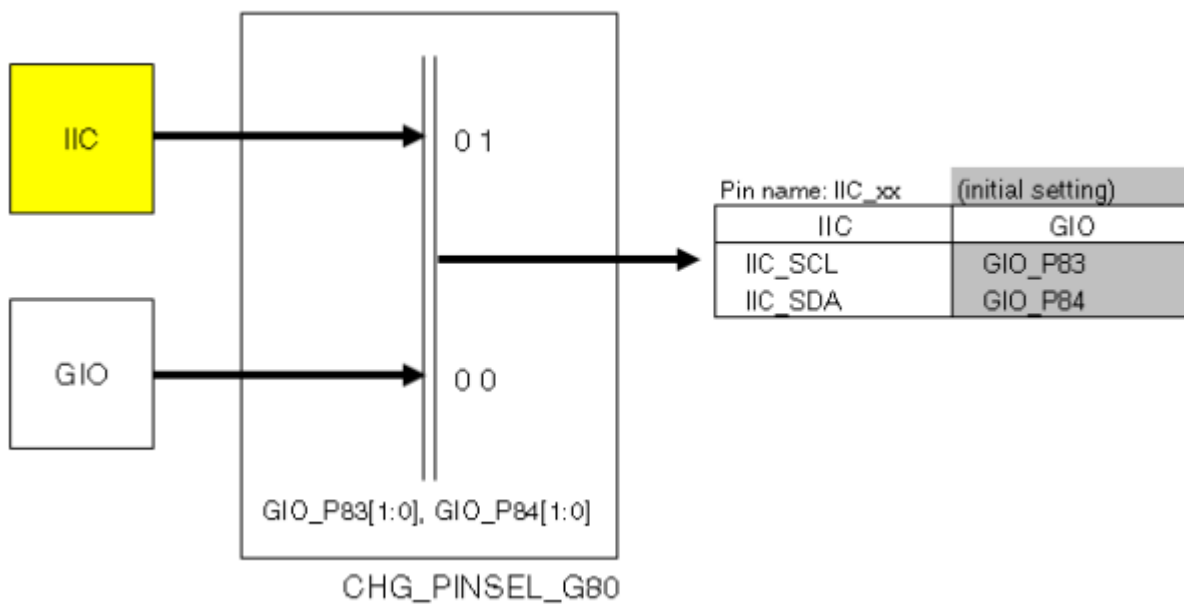 IIC
0 1
Pin name: IIC_xx (initial setting)
IIC GIO
IIC_SCL GIO_P83
IIC_SDA GIO_P84
GIO
0 0
GIO_P83[1:0], GIO_P84[1:0]
CHG_PINSEL_G80